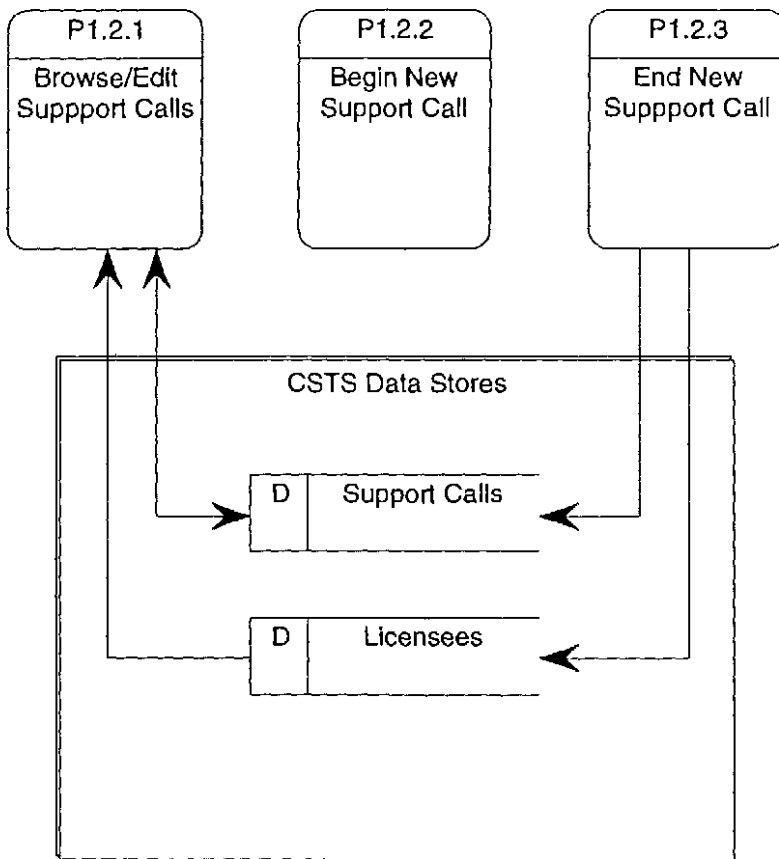 P1.2.1
Browse/Edit
Suppport Calls
P1.2.2
Begin New
Support Call
P1.2.3
End New
Suppport Call
CSTS Data Stores
D Support Calls
D Licensees